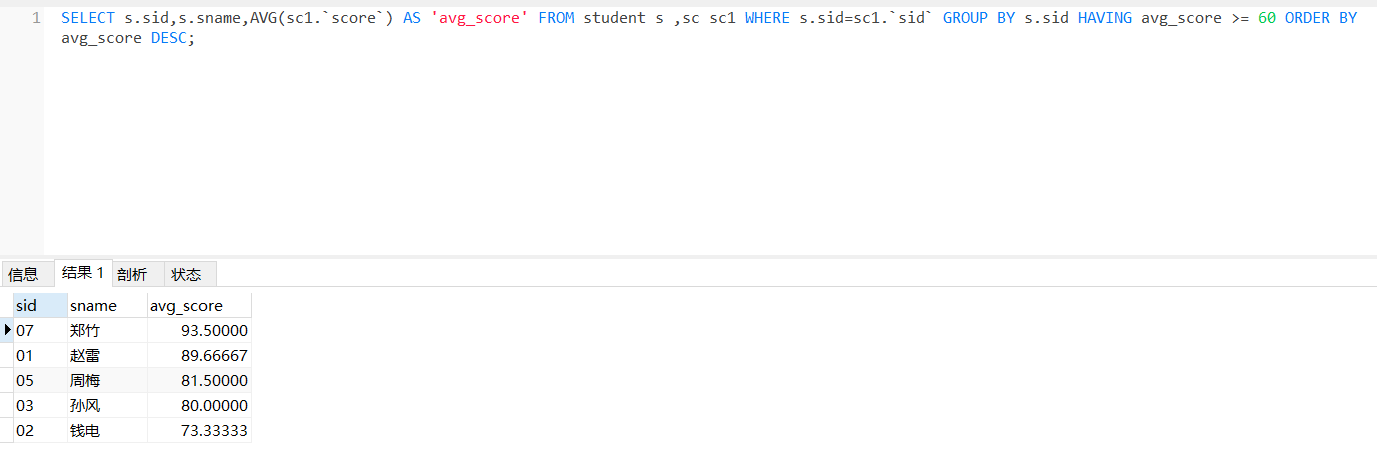 1 SELECT s.sid,s.sname,AVG(sc1.`score`) AS 'avg_score' FROM student s ,sc sc1 WHERE s.sid=sc1.`sid` GROUP BY s.sid HAVING avg_score >= 60 ORDER BY
avg_score DESC;
信息 结果 1 剖析 状态
sid sname avg_score
07 郑竹 93.50000
01 赵雷 89.66667
05 周梅 81.50000
03 孙风 80.00000
02 钱电 73.33333